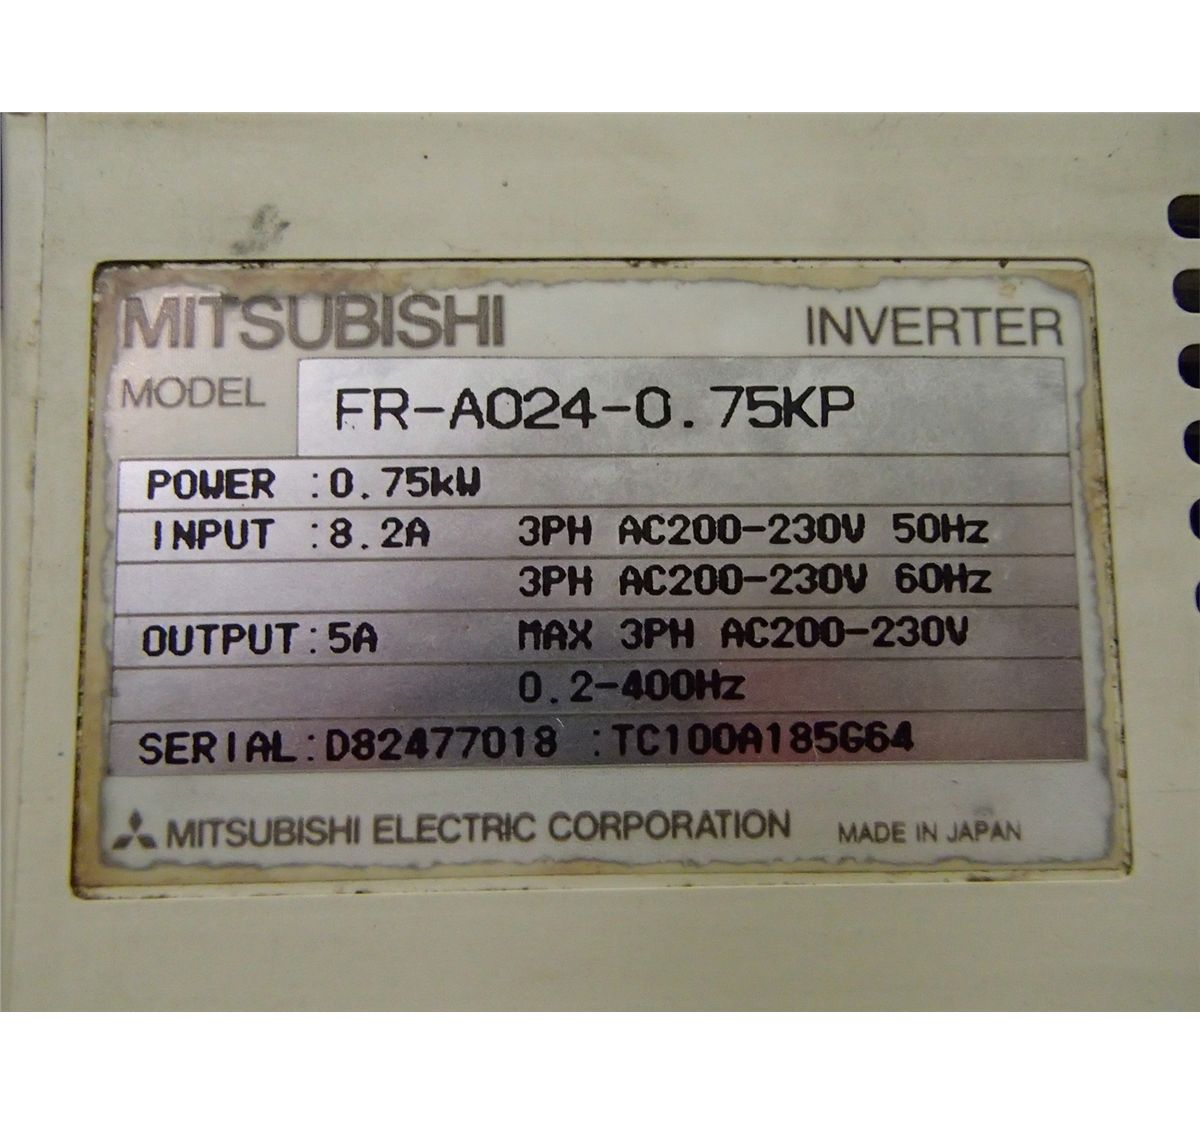 MITSUBISHI INVERTER
MODEL FR-A024-0.75KP
POWER :0.75kW
INPUT :8.2A 3PH AC200-230V 50Hz
3PH AC200-230V 60Hz
OUTPUT:5A MAX 3PH AC200-230V
0.2-400Hz
SERIAL:D82477018 :TC100A185G64
MITSUBISHI ELECTRIC CORPORATION MADE IN JAPAN